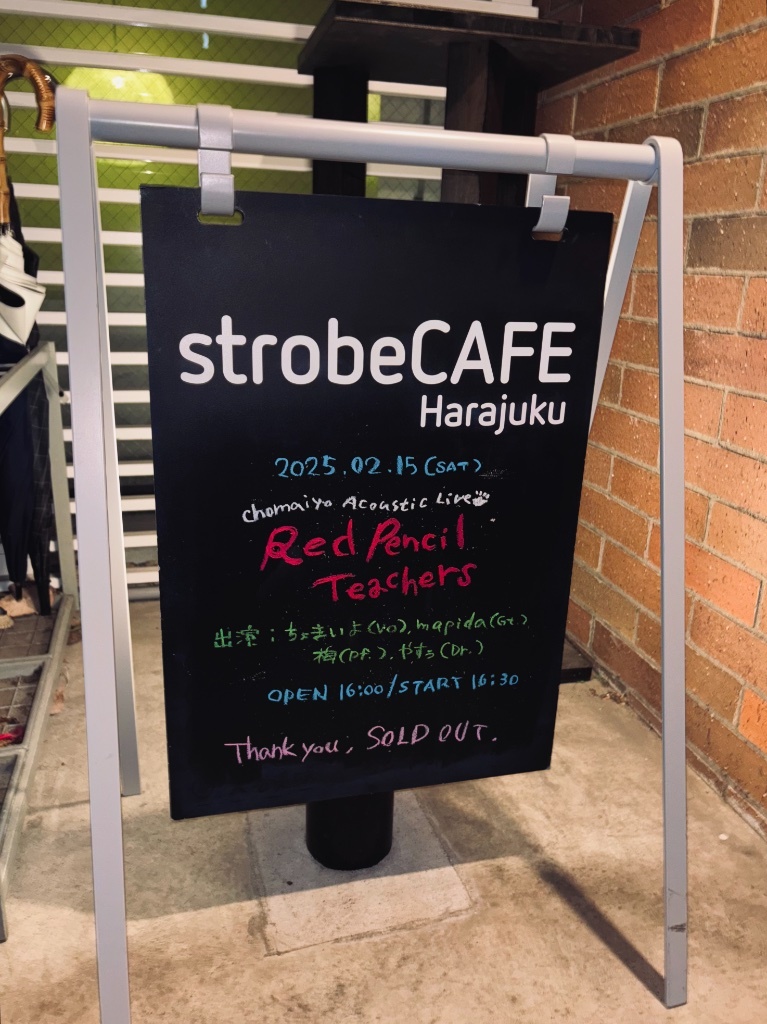 strobeCAFE
Harajuku
2025.02.15 (SAT)
chomaiyo Acoustic Live
Red Pencil
Teachers
出演：ちょまいよ(Vo), mapida(Gt.)
梅(Pf.), やすぅ(Dr.)
OPEN 16:00/START 16:30
Thank you, SOLD OUT.